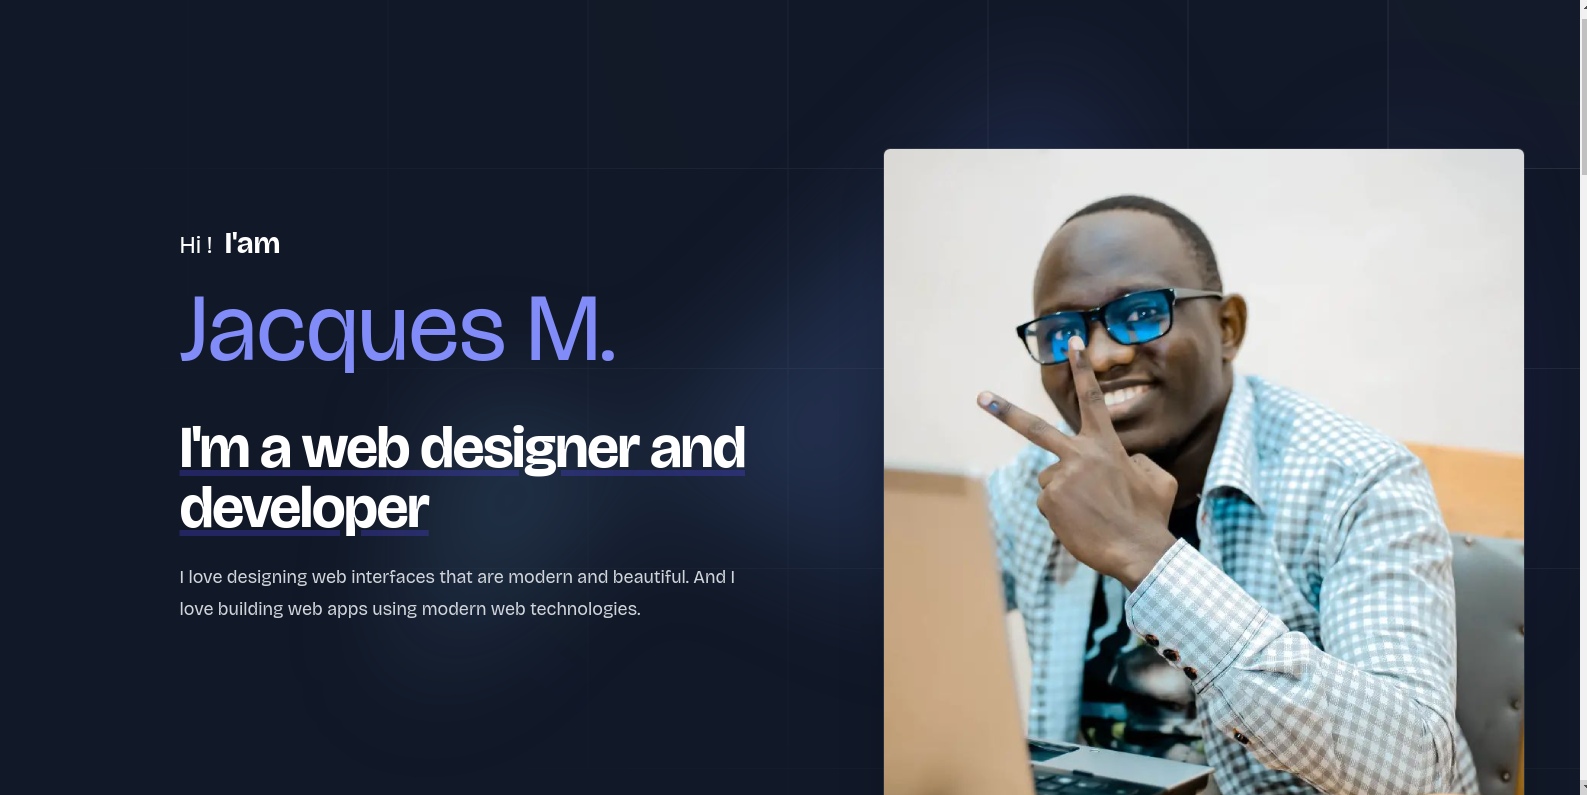 Hi ! I'am
Jacques M.
I'm a web designer and
developer
I love designing web interfaces that are modern and beautiful. And I
love building web apps using modern web technologies.